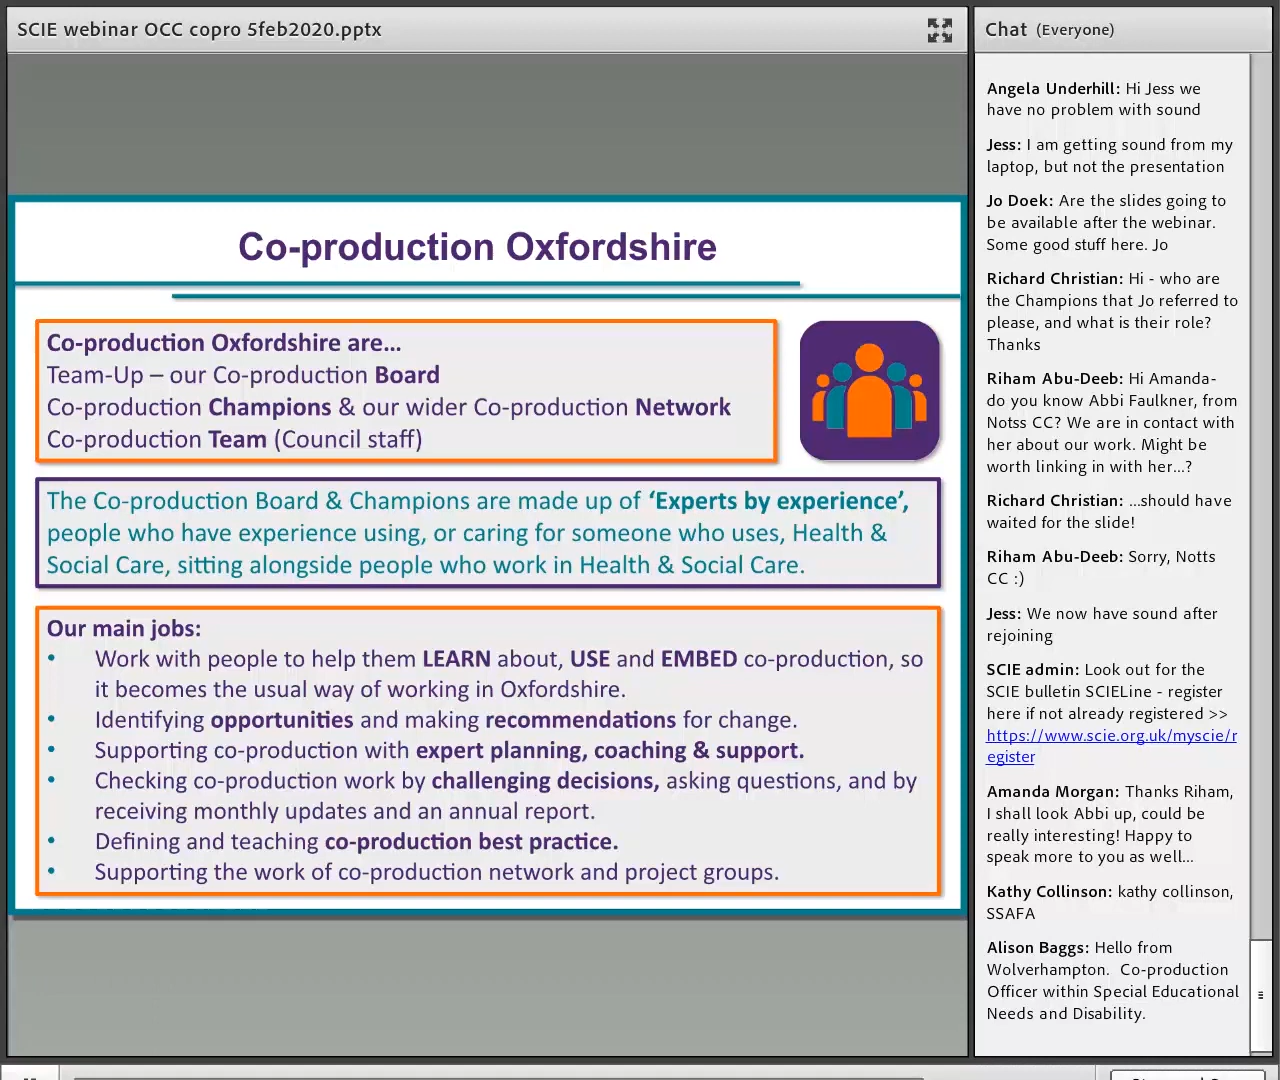 SCIE webinar OCC copro 5feb2020.pptx
Co-production Oxfordshire
Co-production Oxfordshire are...
Team-Up – our Co-production Board
Co-production Champions & our wider Co-production Network
Co-production Team (Council staff)
The Co-production Board & Champions are made up of ‘Experts by experience’,
people who have experience using, or caring for someone who uses, Health &
Social Care, sitting alongside people who work in Health & Social Care.
Our main jobs:
• Work with people to help them LEARN about, USE and EMBED co-production, so
it becomes the usual way of working in Oxfordshire.
• Identifying opportunities and making recommendations for change.
• Supporting co-production with expert planning, coaching & support.
• Checking co-production work by challenging decisions, asking questions, and by
receiving monthly updates and an annual report.
• Defining and teaching co-production best practice.
• Supporting the work of co-production network and project groups.
Chat (Everyone)
Angela Underhill: Hi Jess we
have no problem with sound
Jess: I am getting sound from my
laptop, but not the presentation
Jo Doek: Are the slides going to
be available after the webinar.
Some good stuff here. Jo
Richard Christian: Hi - who are
the Champions that Jo referred to
please, and what is their role?
Thanks
Riham Abu-Deeb: Hi Amanda-
do you know Abbi Faulkner, from
Notss CC? We are in contact with
her about our work. Might be
worth linking in with her...?
Richard Christian: ...should have
waited for the slide!
Riham Abu-Deeb: Sorry, Notts
CC :)
Jess: We now have sound after
rejoining
SCIE admin: Look out for the
SCIE bulletin SCIELine - register
here if not already registered >>
https://www.scie.org.uk/myscie/r
egister
Amanda Morgan: Thanks Riham,
I shall look Abbi up, could be
really interesting! Happy to
speak more to you as well...
Kathy Collinson: kathy collinson,
SSAFA
Alison Baggs: Hello from
Wolverhampton.  Co-production
Officer within Special Educational
Needs and Disability.